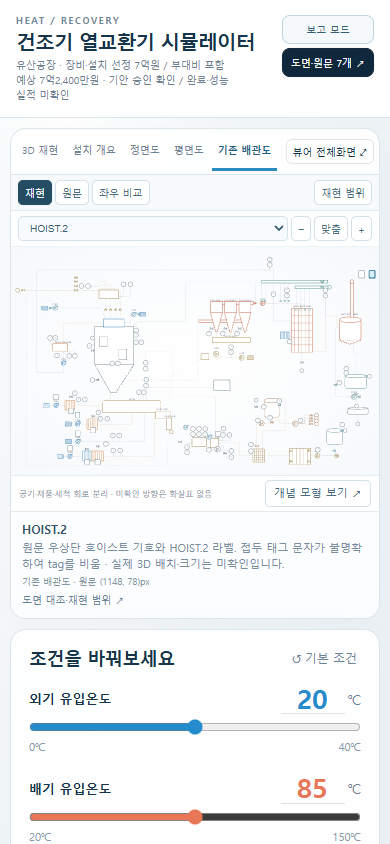 HEAT / RECOVERY
건조기 열교환기 시뮬레이터
유산공장 · 장비·설치 선정 7억원 / 부대비 포함
예상 7억2,400만원 · 기안 승인 확인 / 완료·성능
실적 미확인
보고 모드
도면·원문 7개 ↗
3D 재현
설치 개요
정면도
평면도
기존 배관도
뷰어 전체화면 ⤢
재현
원문
좌우 비교
재현 범위
HOIST.2
−
맞춤
+
공기·제품·세척 회로 분리 · 미확인 방향은 화살표 없음
개념 모형 보기 ↗
HOIST.2
원문 우상단 호이스트 기호와 HOIST.2 라벨. 접두 태그 문자가 불명확
하여 tag를 비움 · 실제 3D 배치·크기는 미확인입니다.
기존 배관도 · 원문 (1148, 78)px
도면 대조·재현 범위 ↗
조건을 바꿔보세요
↺ 기본 조건
외기 유입온도
20 ℃
0℃
40℃
배기 유입온도
85 ℃
20℃
150℃